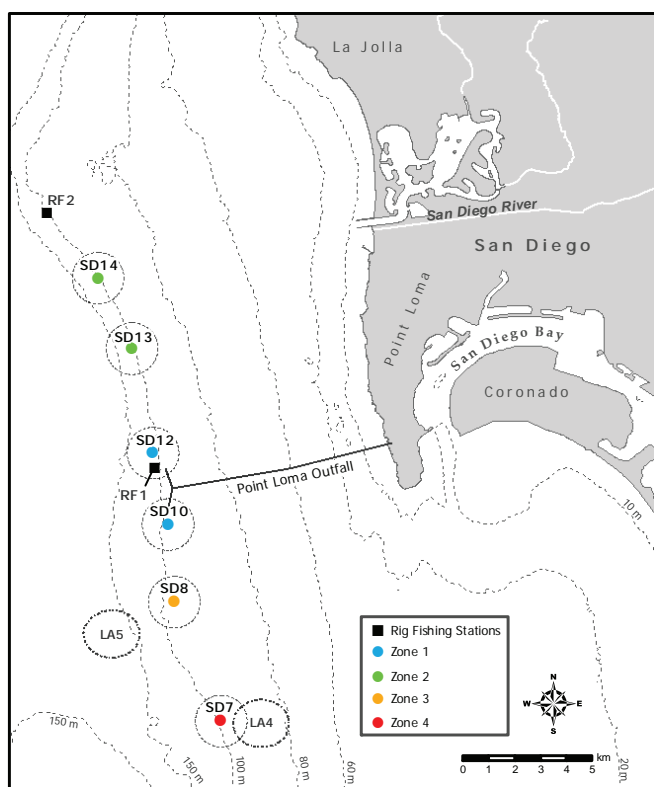 La Jolla
RF2
San Diego River
SD14
San Diego
Point Loma
SD13
San Diego Bay
Coronado
SD12
Point Loma Outfall
RF1
SD10
10 m
SD8
LA5
Rig Fishing Stations
Zone 1
Zone 2
Zone 3
Zone 4
N
W
E
S
SD7
LA4
150 m
150 m
100 m
80 m
60 m
20 m
km
0 1 2 3 4 5